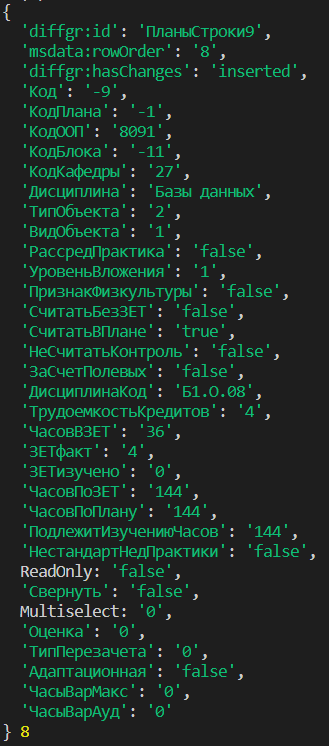 {
'diffgr:id': 'ПланыСтроки9',
'msdata:rowOrder': '8',
'diffgr:hasChanges': 'inserted',
'Код': '-9',
'КодПлана': '-1',
'КодООП': '8091',
'КодБлока': '-11',
'КодКафедры': '27',
'Дисциплина': 'Базы данных',
'ТипОбъекта': '2',
'ВидОбъекта': '1',
'РассредПрактика': 'false',
'УровеньВложения': '1',
'ПризнакФизкультуры': 'false',
'СчитатьБезЗЕТ': 'false',
'СчитатьВПлане': 'true',
'НеСчитатьКонтроль': 'false',
'ЗаСчетПолевых': 'false',
'ДисциплинаКод': 'Б1.О.08',
'ТрудоемкостьКредитов': '4',
'ЧасовВЗЕТ': '36',
'ЗЕТфакт': '4',
'ЗЕТизучено': '0',
'ЧасовПоЗЕТ': '144',
'ЧасовПоПлану': '144',
'ПодлежитИзучениюЧасов': '144',
'НестандартНедПрактики': 'false',
ReadOnly: 'false',
'Свернуть': 'false',
Multiselect: '0',
'Оценка': '0',
'ТипПерезачета': '0',
'Адаптационная': 'false',
'ЧасыВарМакс': '0',
'ЧасыВарАуд': '0'
} 8